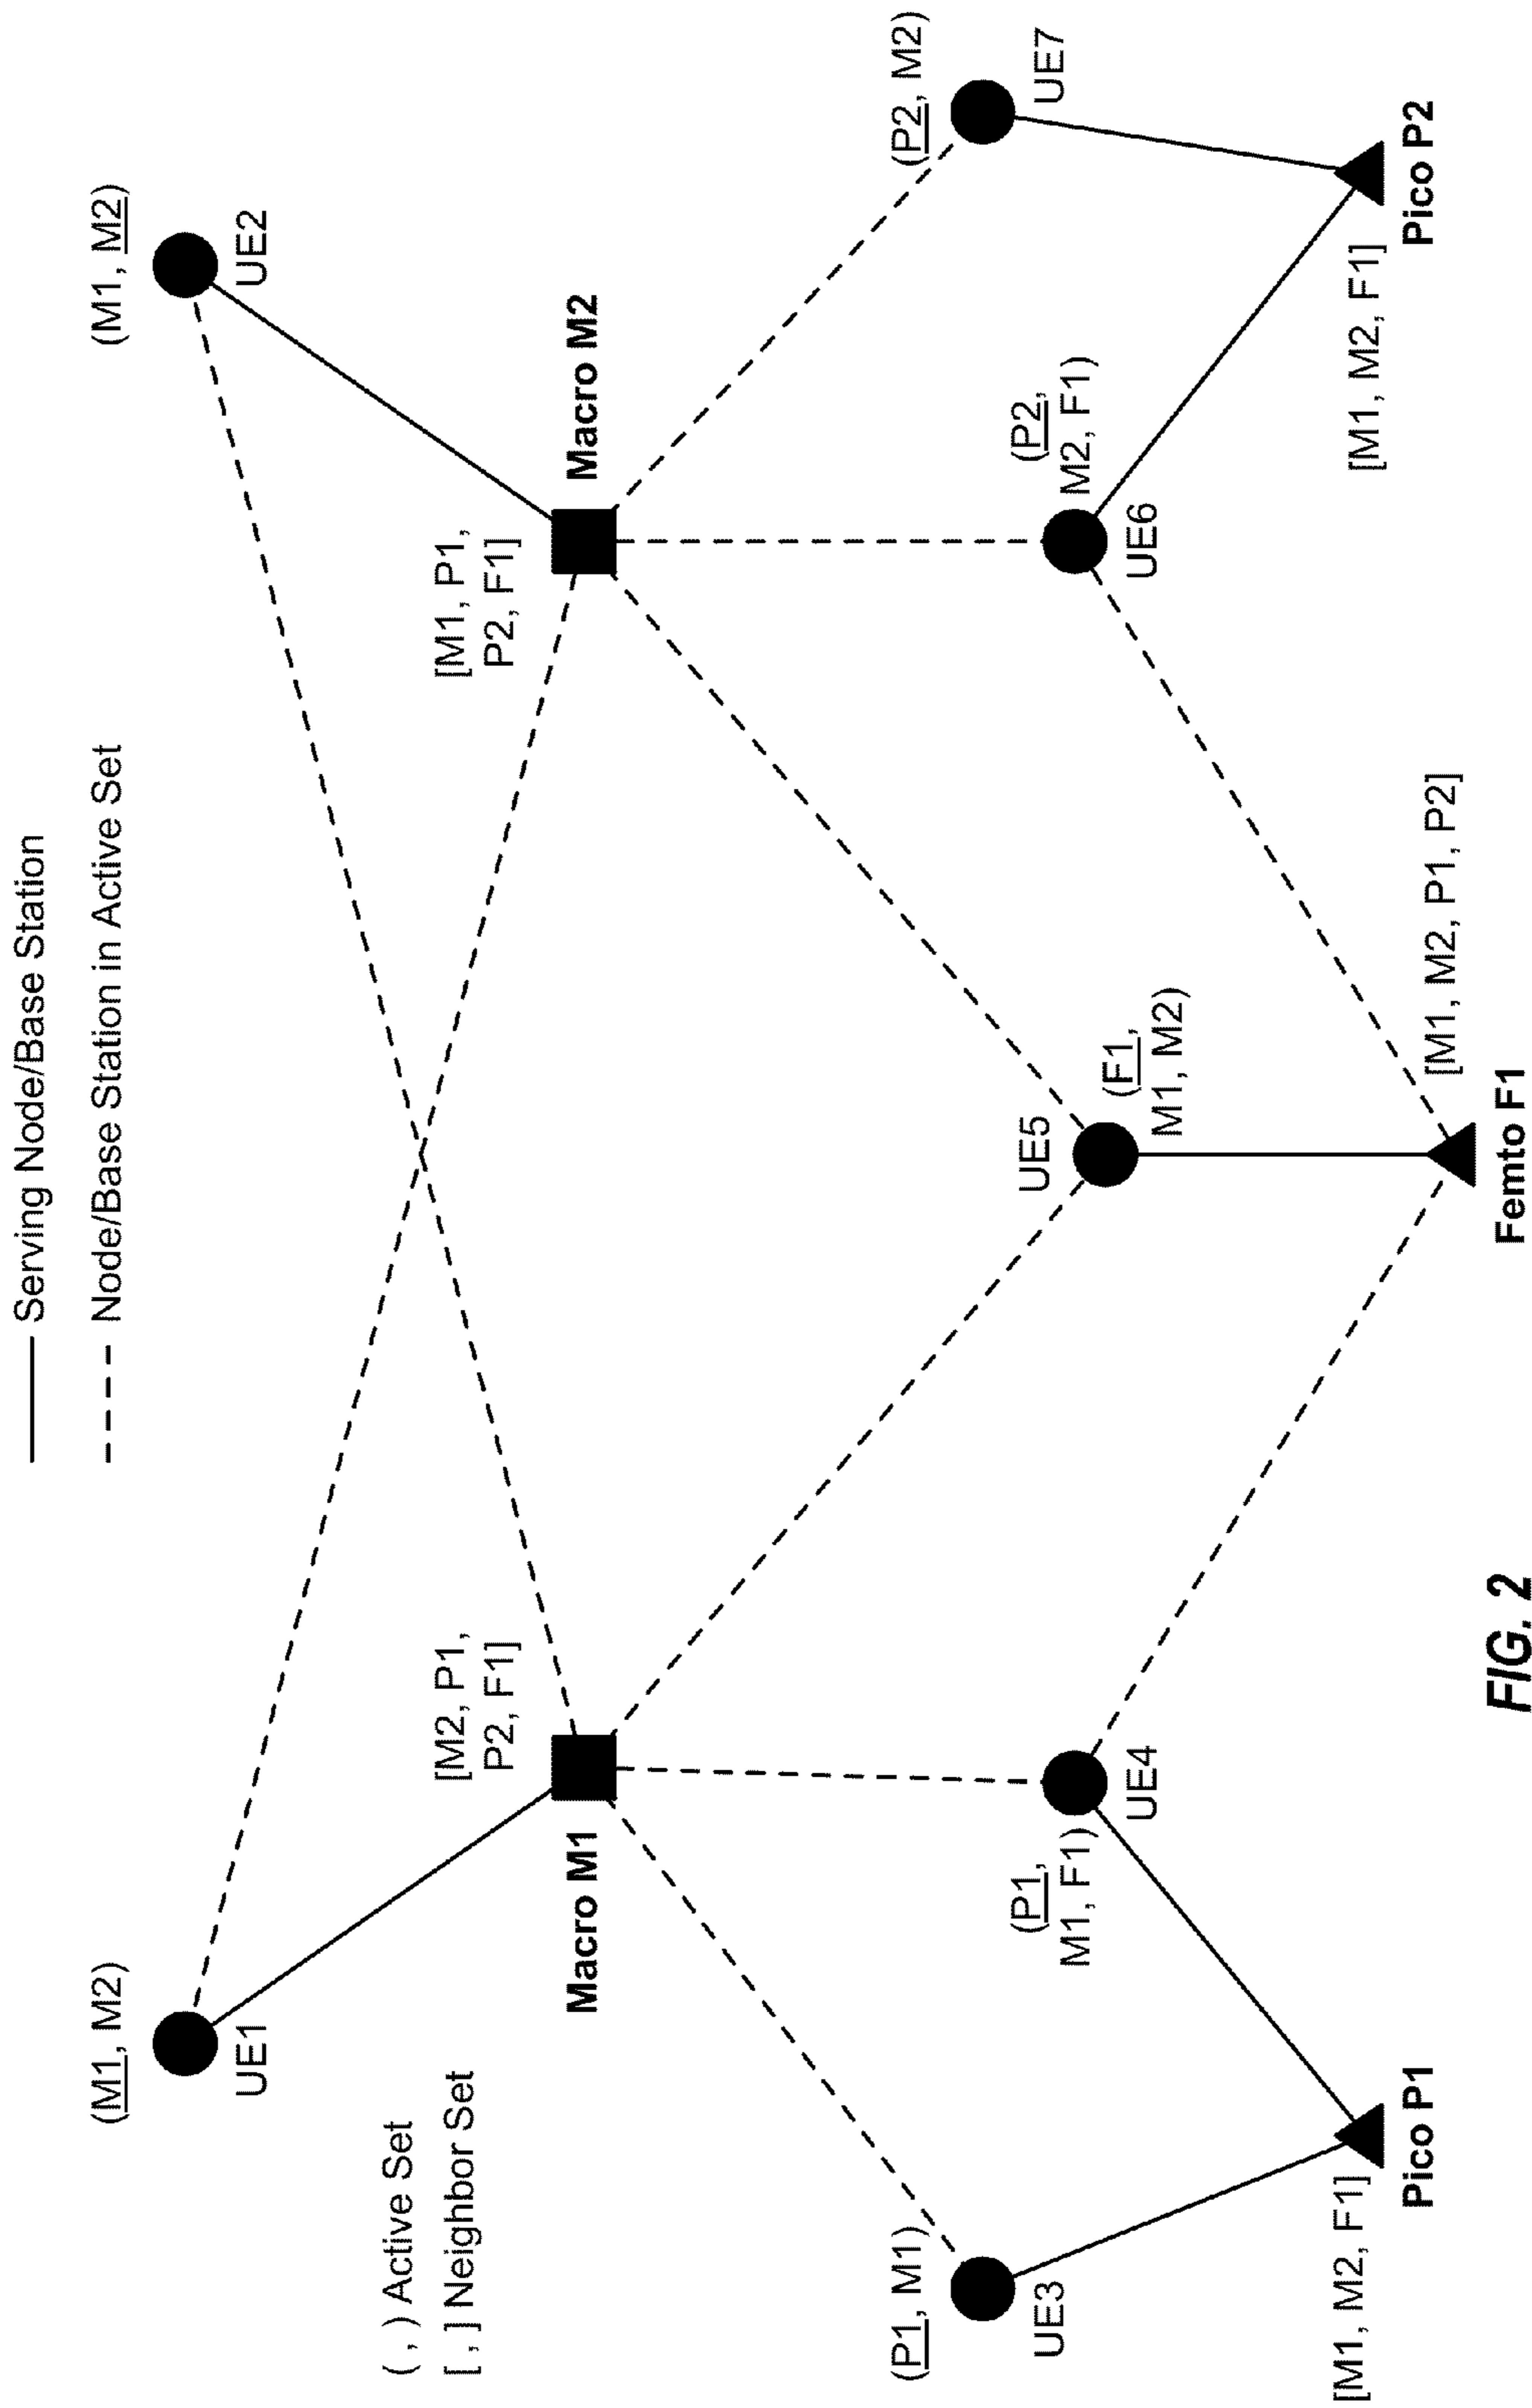 Serving Node/Base Station
Node/Base Station in Active Set
(M1, M2)
UE1
(M1, M2)
UE2
( , ) Active Set
[ , ] Neighbor Set
[M2, P1,
P2, F1]
Macro M1
[M1, P1,
P2, F1]
Macro M2
(P1, M1)
UE3
(P1,
M1, F1)
UE4
UE5
(F1,
M1, M2)
(P2,
M2, F1)
UE6
(P2, M2)
UE7
[M1, M2, F1]
Pico P1
[M1, M2, P1, P2]
Femto F1
[M1, M2, F1]
Pico P2
FIG. 2